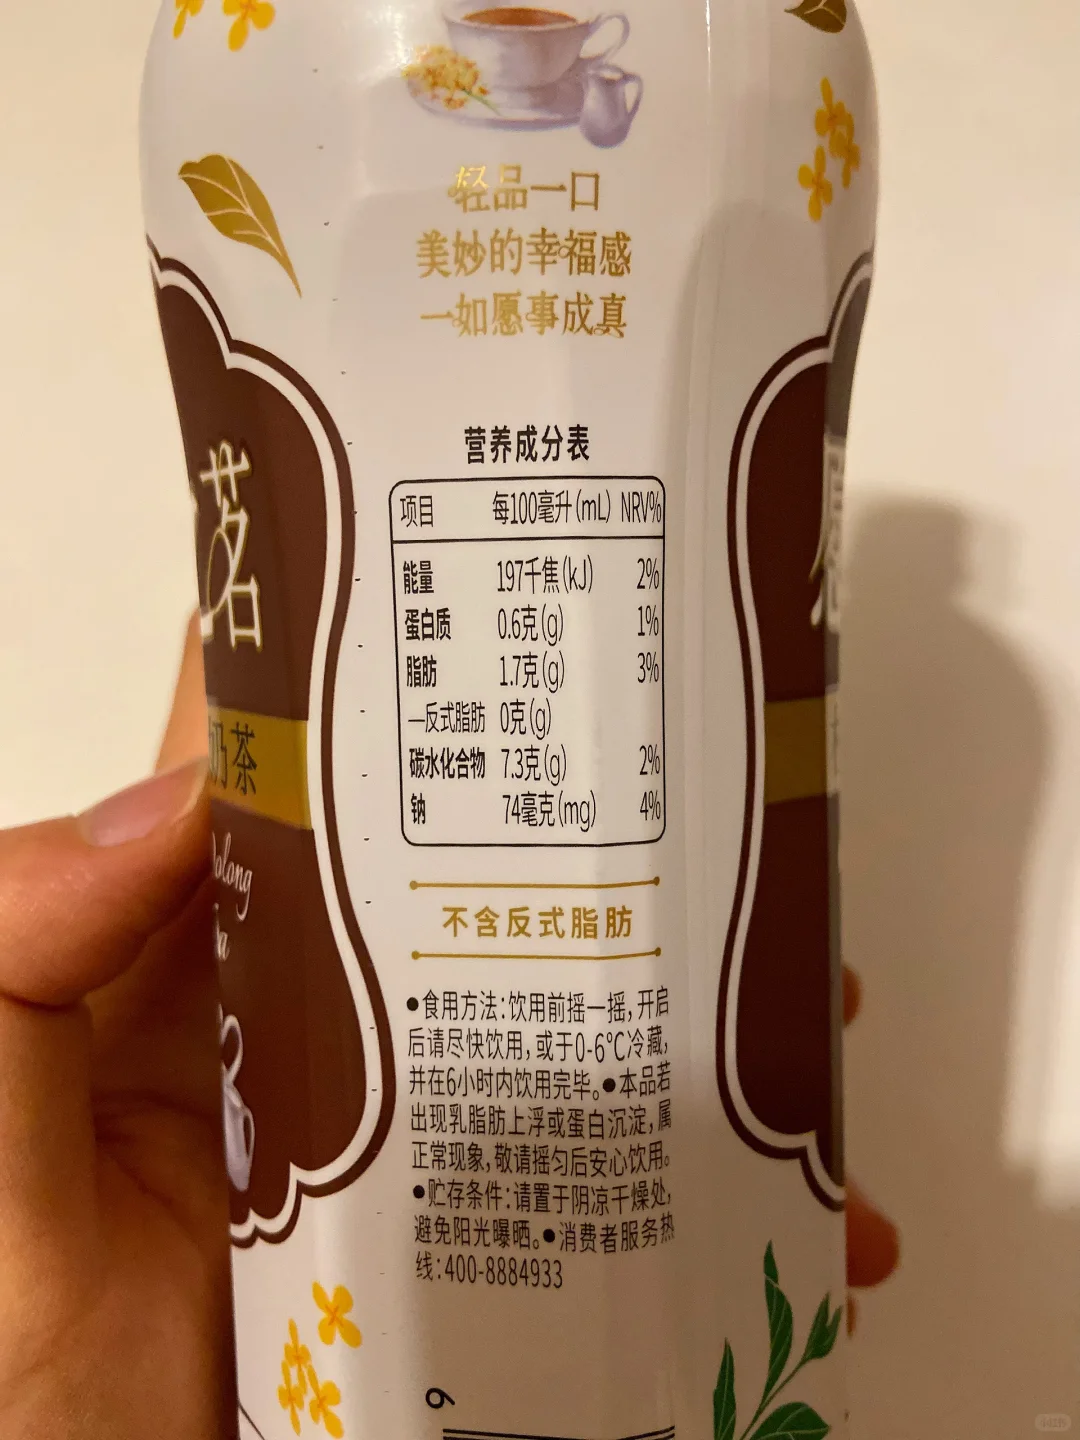 轻品一口
美妙的幸福感
一如愿事成真
茗
奶茶
营养成分表
项目 每100毫升(mL) NRV%
能量 197千焦(kJ) 2%
蛋白质 0.6克(g) 1%
脂肪 1.7克(g) 3%
—反式脂肪 0克(g)
碳水化合物 7.3克(g) 2%
钠 74毫克(mg) 4%
不含反式脂肪
●食用方法:饮用前摇一摇,开启
后请尽快饮用,或于0-6℃冷藏,
并在6小时内饮用完毕。●本品若
出现乳脂肪上浮或蛋白沉淀,属
正常现象,敬请摇匀后安心饮用。
●贮存条件:请置于阴凉干燥处,
避免阳光曝晒。●消费者服务热
线:400-8884933
6